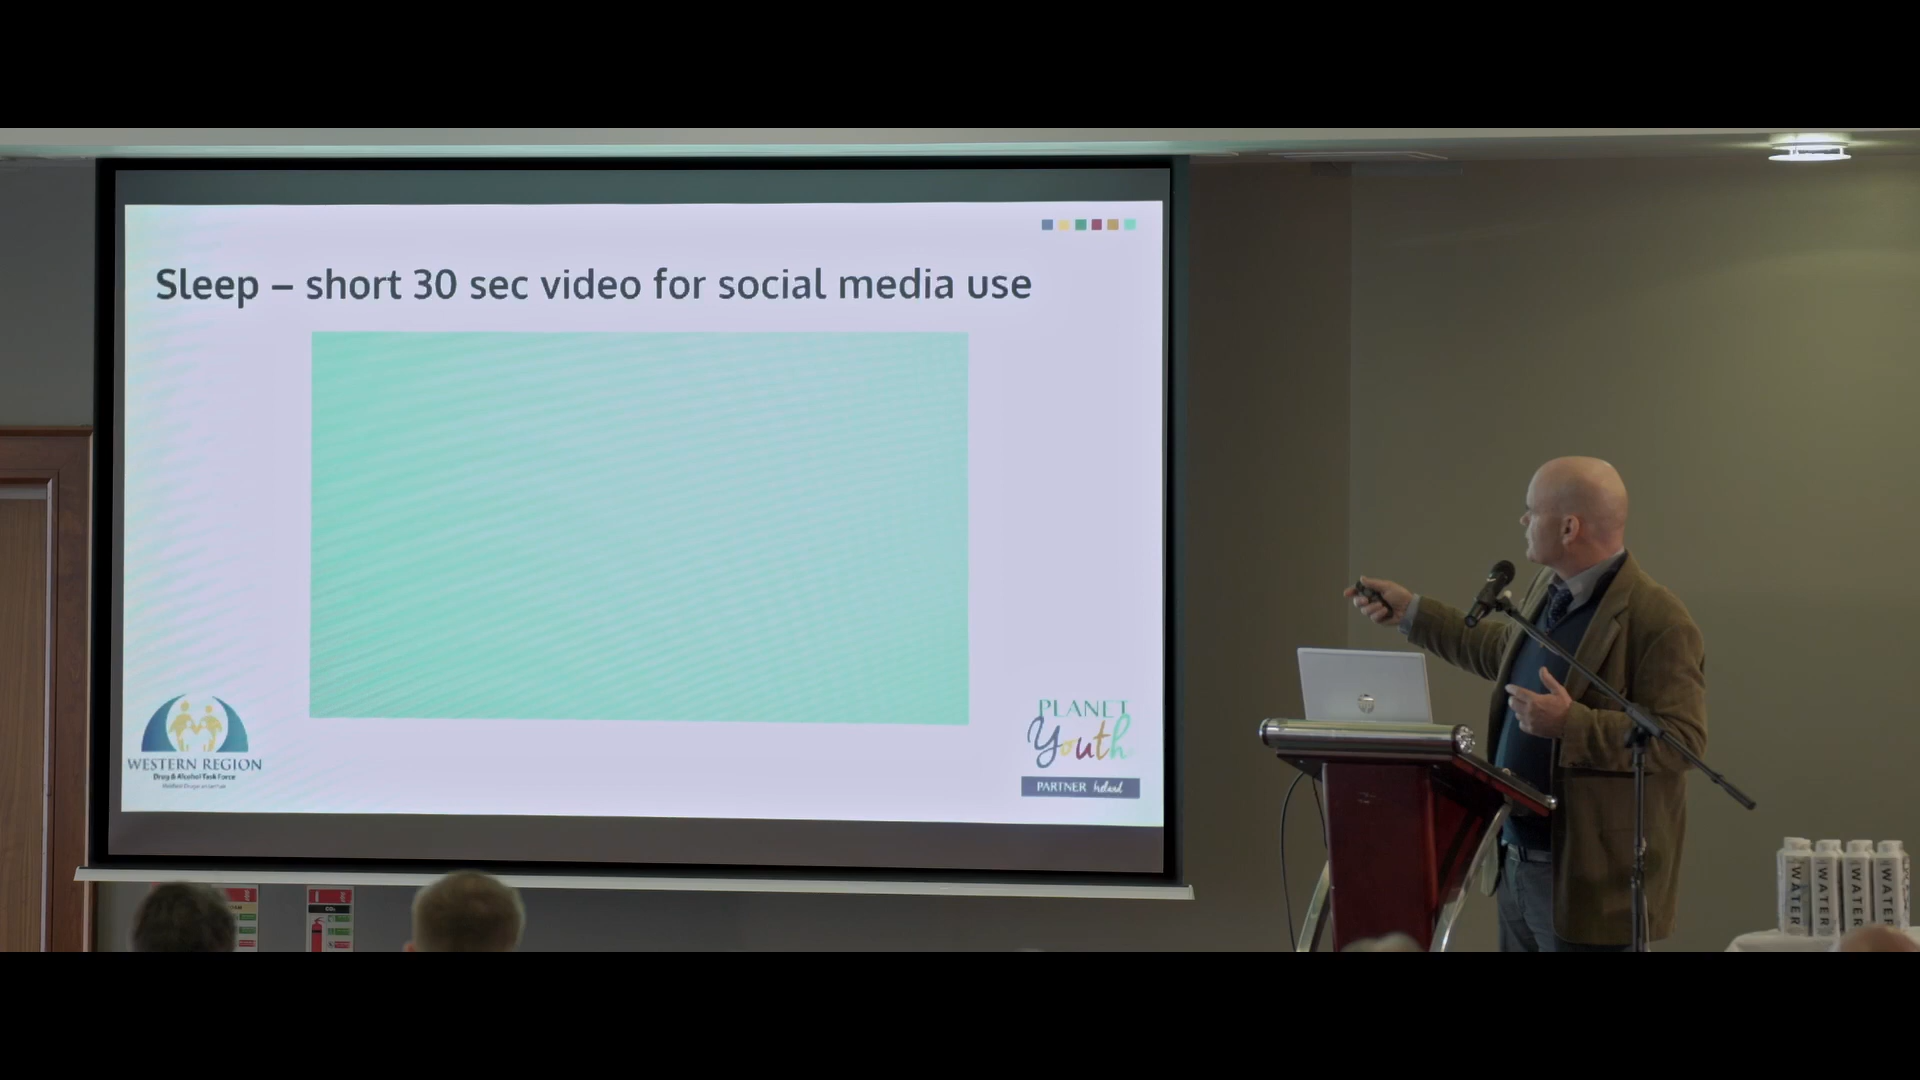 Sleep – short 30 sec video for social media use
WESTERN REGION
Drug & Alcohol Task Force
PLANET
Youth
PARTNER Ireland
WATER
WATER
WATER
WATER